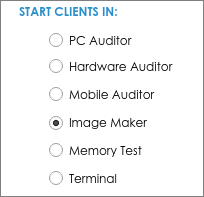 START CLIENTS IN:
PC Auditor
Hardware Auditor
Mobile Auditor
Image Maker
Memory Test
Terminal